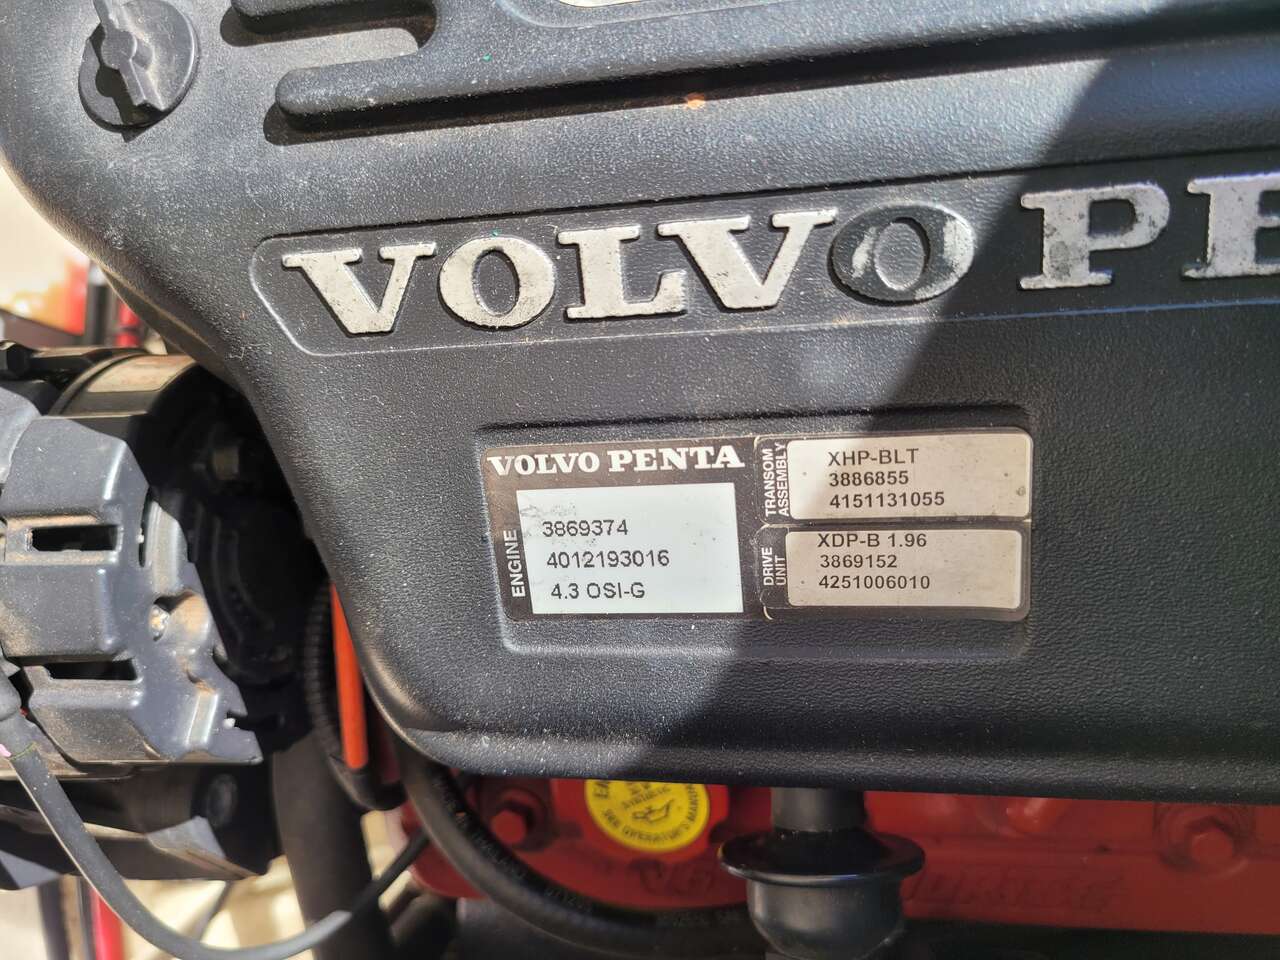 VOLVO PE
VOLVO PENTA
ENGINE
3869374
4012193016
4.3 OSI-G
TRANSOM
ASSEMBLY
XHP-BLT
3886855
4151131055
DRIVE
UNIT
XDP-B 1.96
3869152
4251006010
OPERATOR'S